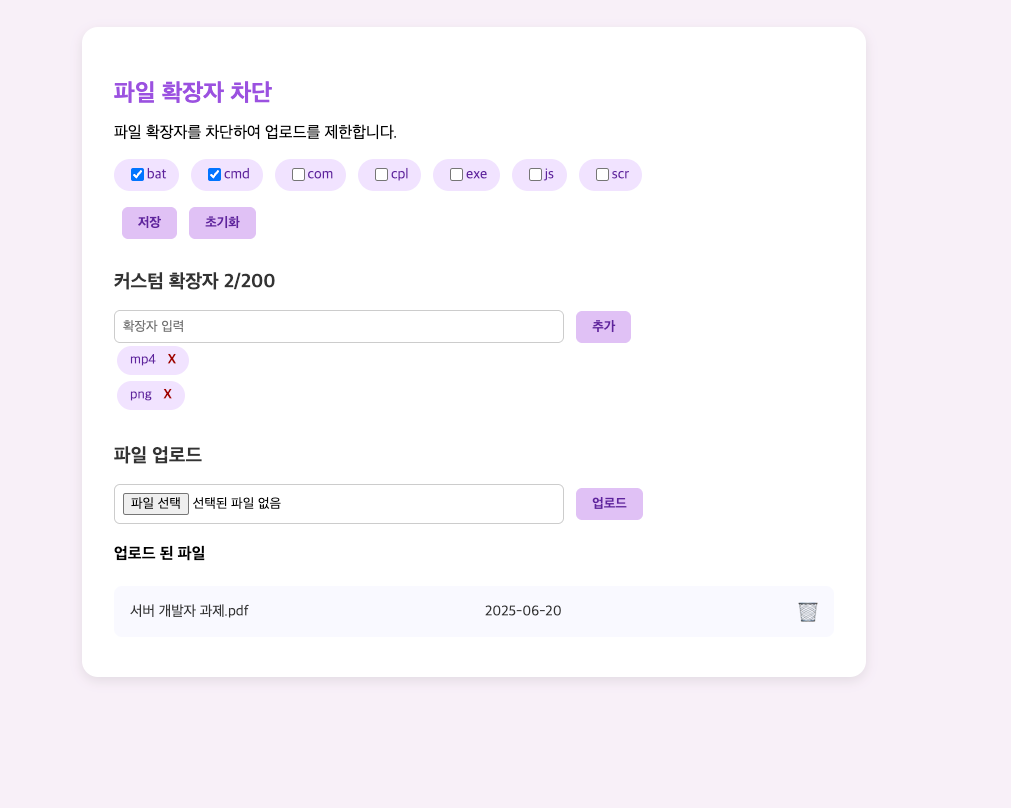 파일 확장자 차단
파일 확장자를 차단하여 업로드를 제한합니다.
bat cmd com cpl exe js scr
저장 초기화
커스텀 확장자 2/200
확장자 입력 추가
mp4 X
png X
파일 업로드
파일 선택 선택된 파일 없음 업로드
업로드 된 파일
서버 개발자 과제.pdf 2025-06-20